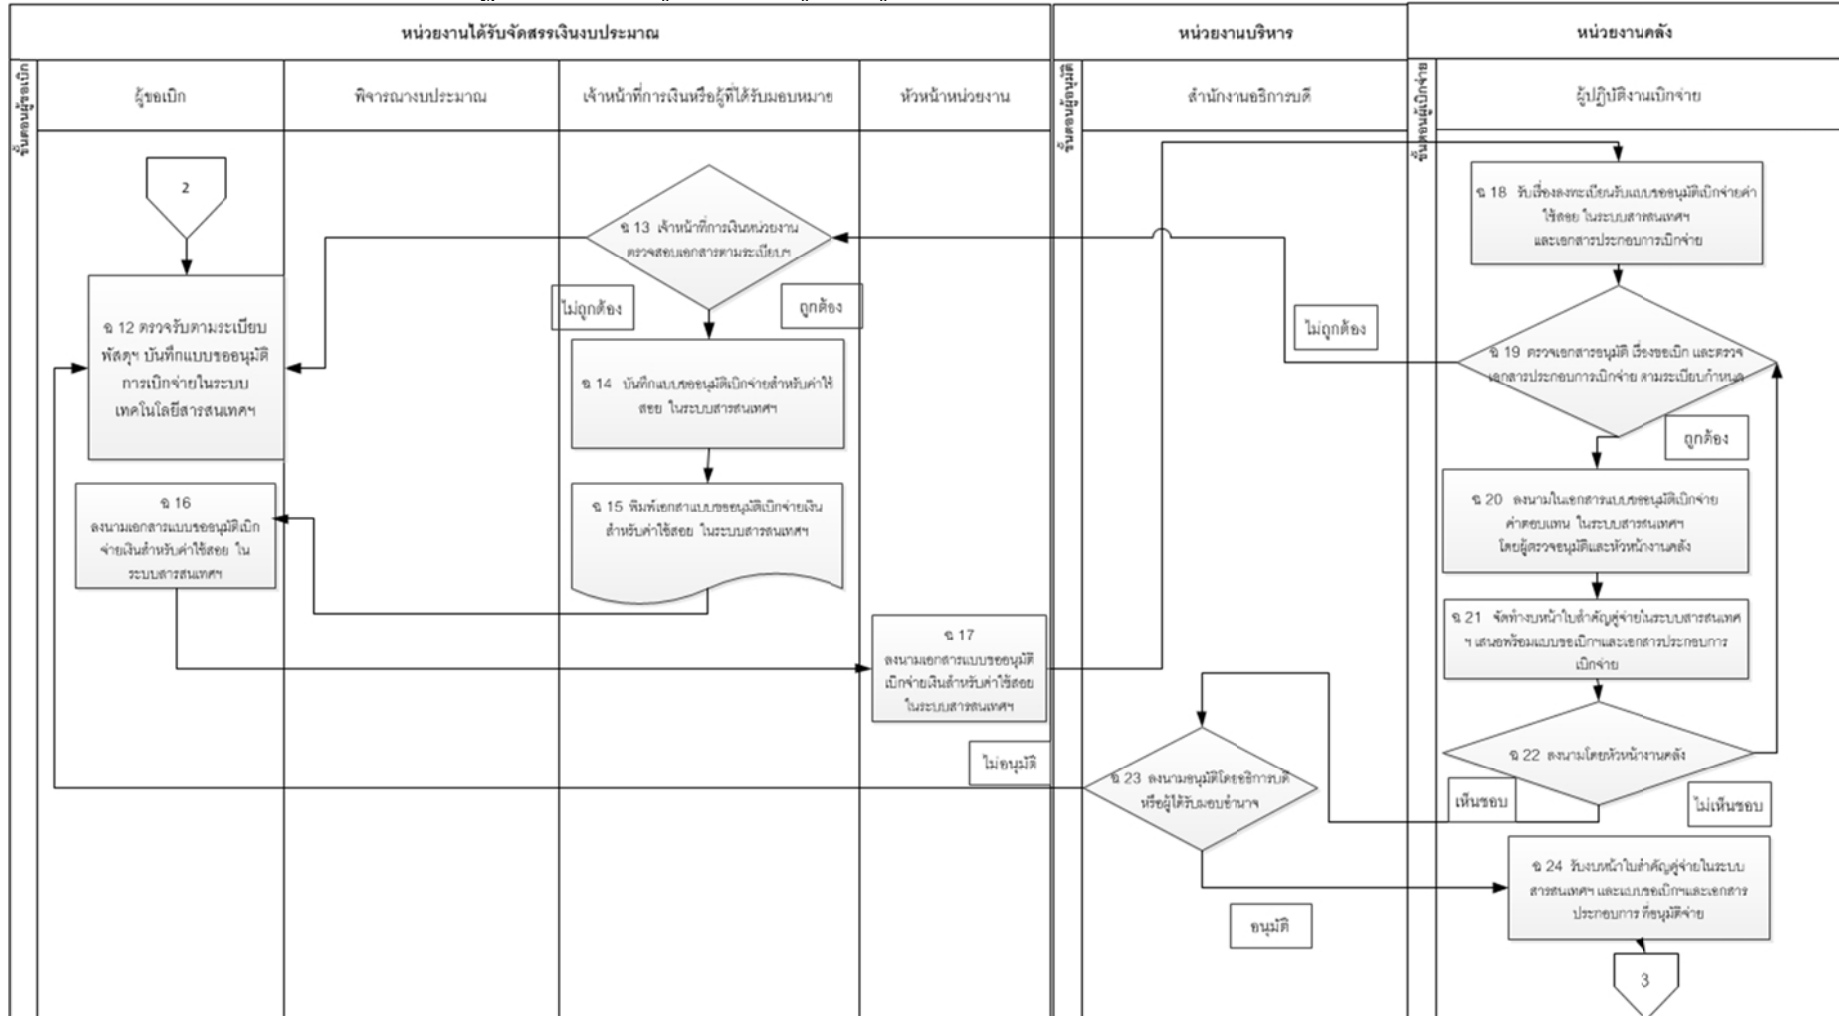 หน่วยงานได้รับจัดสรรเงินงบประมาณ
หน่วยงานบริหาร
หน่วยงานคลัง
ขั้นตอนผู้ขอเบิก
ผู้ขอเบิก
พิจารณางบประมาณ
เจ้าหน้าที่การเงินหรือผู้ที่ได้รับมอบหมาย
หัวหน้าหน่วยงาน
ขั้นตอนผู้อนุมัติ
สำนักงานอธิการบดี
ขั้นตอนผู้เบิกจ่าย
ผู้ปฏิบัติงานเบิกจ่าย
2
ฉ 12 ตรวจรับตามระเบียบ
พัสดุฯ บันทึกแบบขออนุมัติ
การเบิกจ่ายในระบบ
เทคโนโลยีสารสนเทศฯ
ฉ 13 เจ้าหน้าที่การเงินหน่วยงาน
ตรวจสอบเอกสารตามระเบียบฯ
ไม่ถูกต้อง
ถูกต้อง
ฉ 14 บันทึกแบบขออนุมัติเบิกจ่ายสำหรับค่าใช้
สอย ในระบบสารสนเทศฯ
ฉ 15 พิมพ์เอกสาแบบขออนุมัติเบิกจ่ายเงิน
สำหรับค่าใช้สอย ในระบบสารสนเทศฯ
ฉ 16
ลงนามเอกสารแบบขออนุมัติเบิก
จ่ายเงินสำหรับค่าใช้สอย ใน
ระบบสารสนเทศฯ
ฉ 17
ลงนามเอกสารแบบขออนุมัติ
เบิกจ่ายเงินสำหรับค่าใช้สอย
ในระบบสารสนเทศฯ
ฉ 18 รับเรื่องลงทะเบียนรับแบบขออนุมัติเบิกจ่ายค่า
ใช้สอย ในระบบสารสนเทศฯ
และเอกสารประกอบการเบิกจ่าย
ไม่ถูกต้อง
ฉ 19 ตรวจเอกสารอนุมัติ เรื่องขอเบิก และตรวจ
เอกสารประกอบการเบิกจ่าย ตามระเบียบกำหนด
ถูกต้อง
ฉ 20 ลงนามในเอกสารแบบขออนุมัติเบิกจ่าย
ค่าตอบแทน ในระบบสารสนเทศฯ
โดยผู้ตรวจอนุมัติและหัวหน้างานคลัง
ฉ 21 จัดทำงบหน้าใบสำคัญคู่จ่ายในระบบสารสนเทศ
ฯ เสนอพร้อมแบบขอเบิกฯและเอกสารประกอบการ
เบิกจ่าย
ฉ 22 ลงนามโดยหัวหน้างานคลัง
เห็นชอบ
ไม่เห็นชอบ
ไม่อนุมัติ
ฉ 23 ลงนามอนุมัติโดยอธิการบดี
หรือผู้ได้รับมอบอำนาจ
อนุมัติ
ฉ 24 รับงบหน้าใบสำคัญคู่จ่ายในระบบ
สารสนเทศฯ และแบบขอเบิกฯและเอกสาร
ประกอบการ ที่อนุมัติจ่าย
3